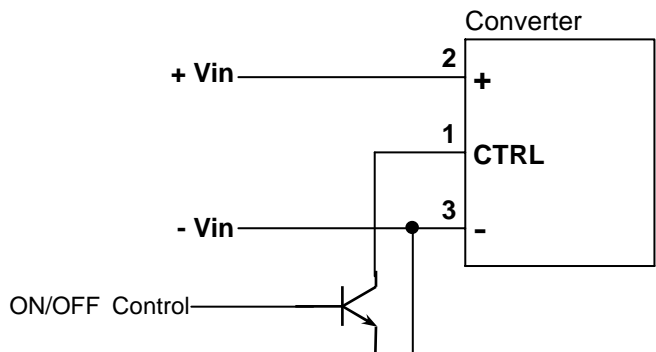 Converter
+ Vin 2 +
1 CTRL
- Vin 3 -
ON/OFF Control